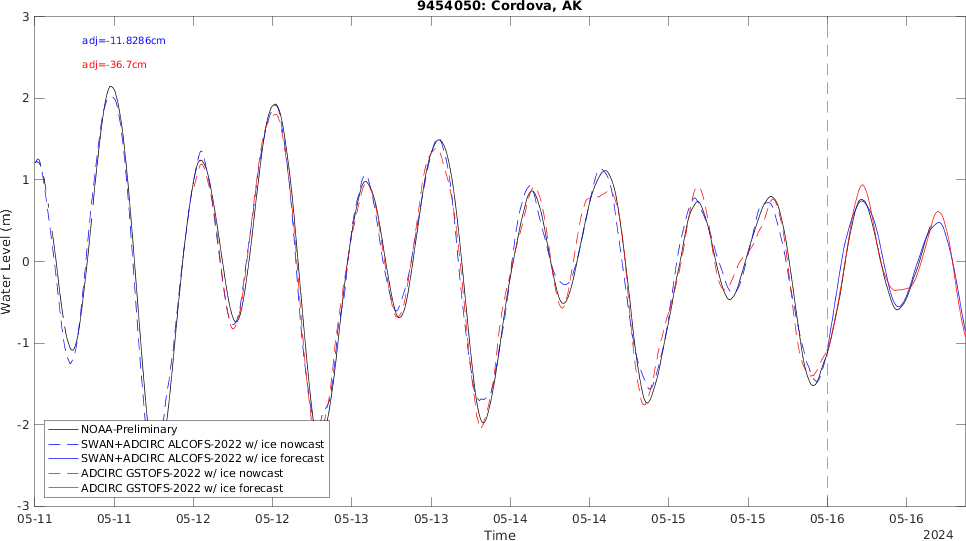 9454050: Cordova, AK
adj=-11.8286cm
adj=-36.7cm
3
2
1
0
-1
-2
-3
Water Level (m)
NOAA-Preliminary
SWAN+ADCIRC ALCOFS-2022 w/ ice nowcast
SWAN+ADCIRC ALCOFS-2022 w/ ice forecast
ADCIRC GSTOFS-2022 w/ ice nowcast
ADCIRC GSTOFS-2022 w/ ice forecast
05-11 05-11 05-12 05-12 05-13 05-13 05-14 05-14 05-15 05-15 05-16 05-16
Time
2024